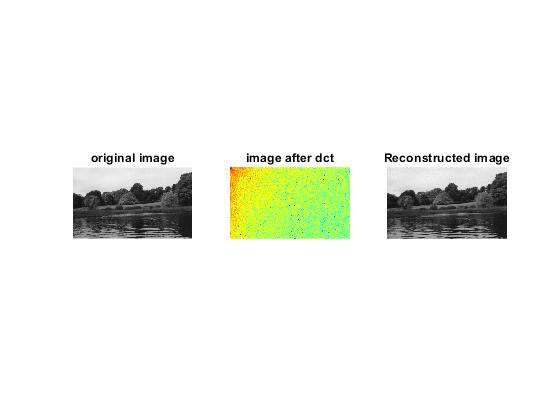 original image
image after dct
Reconstructed image